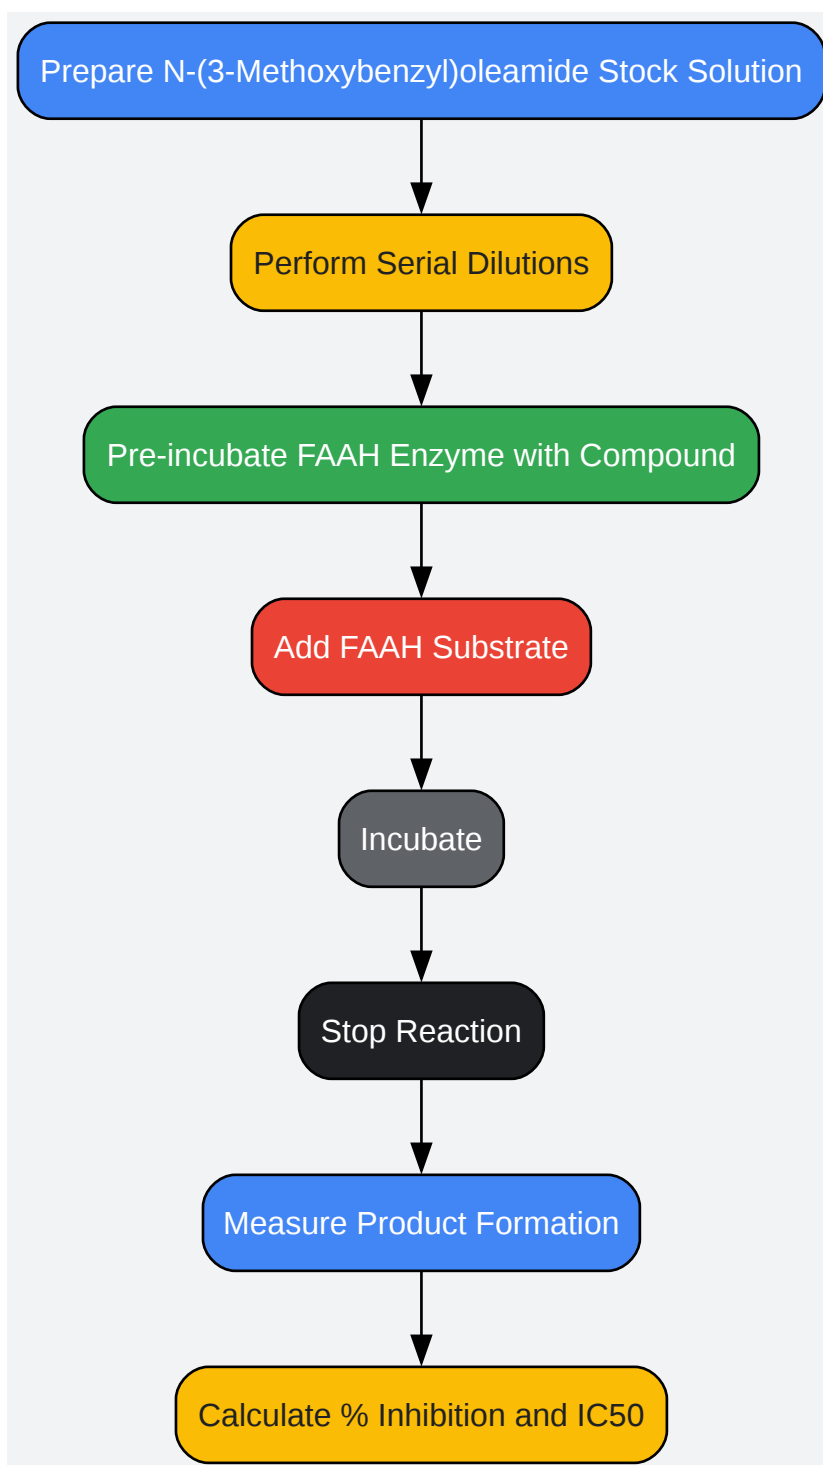 Prepare N-(3-Methoxybenzyl)oleamide Stock Solution
Perform Serial Dilutions
Pre-incubate FAAH Enzyme with Compound
Add FAAH Substrate
Incubate
Stop Reaction
Measure Product Formation
Calculate % Inhibition and IC50